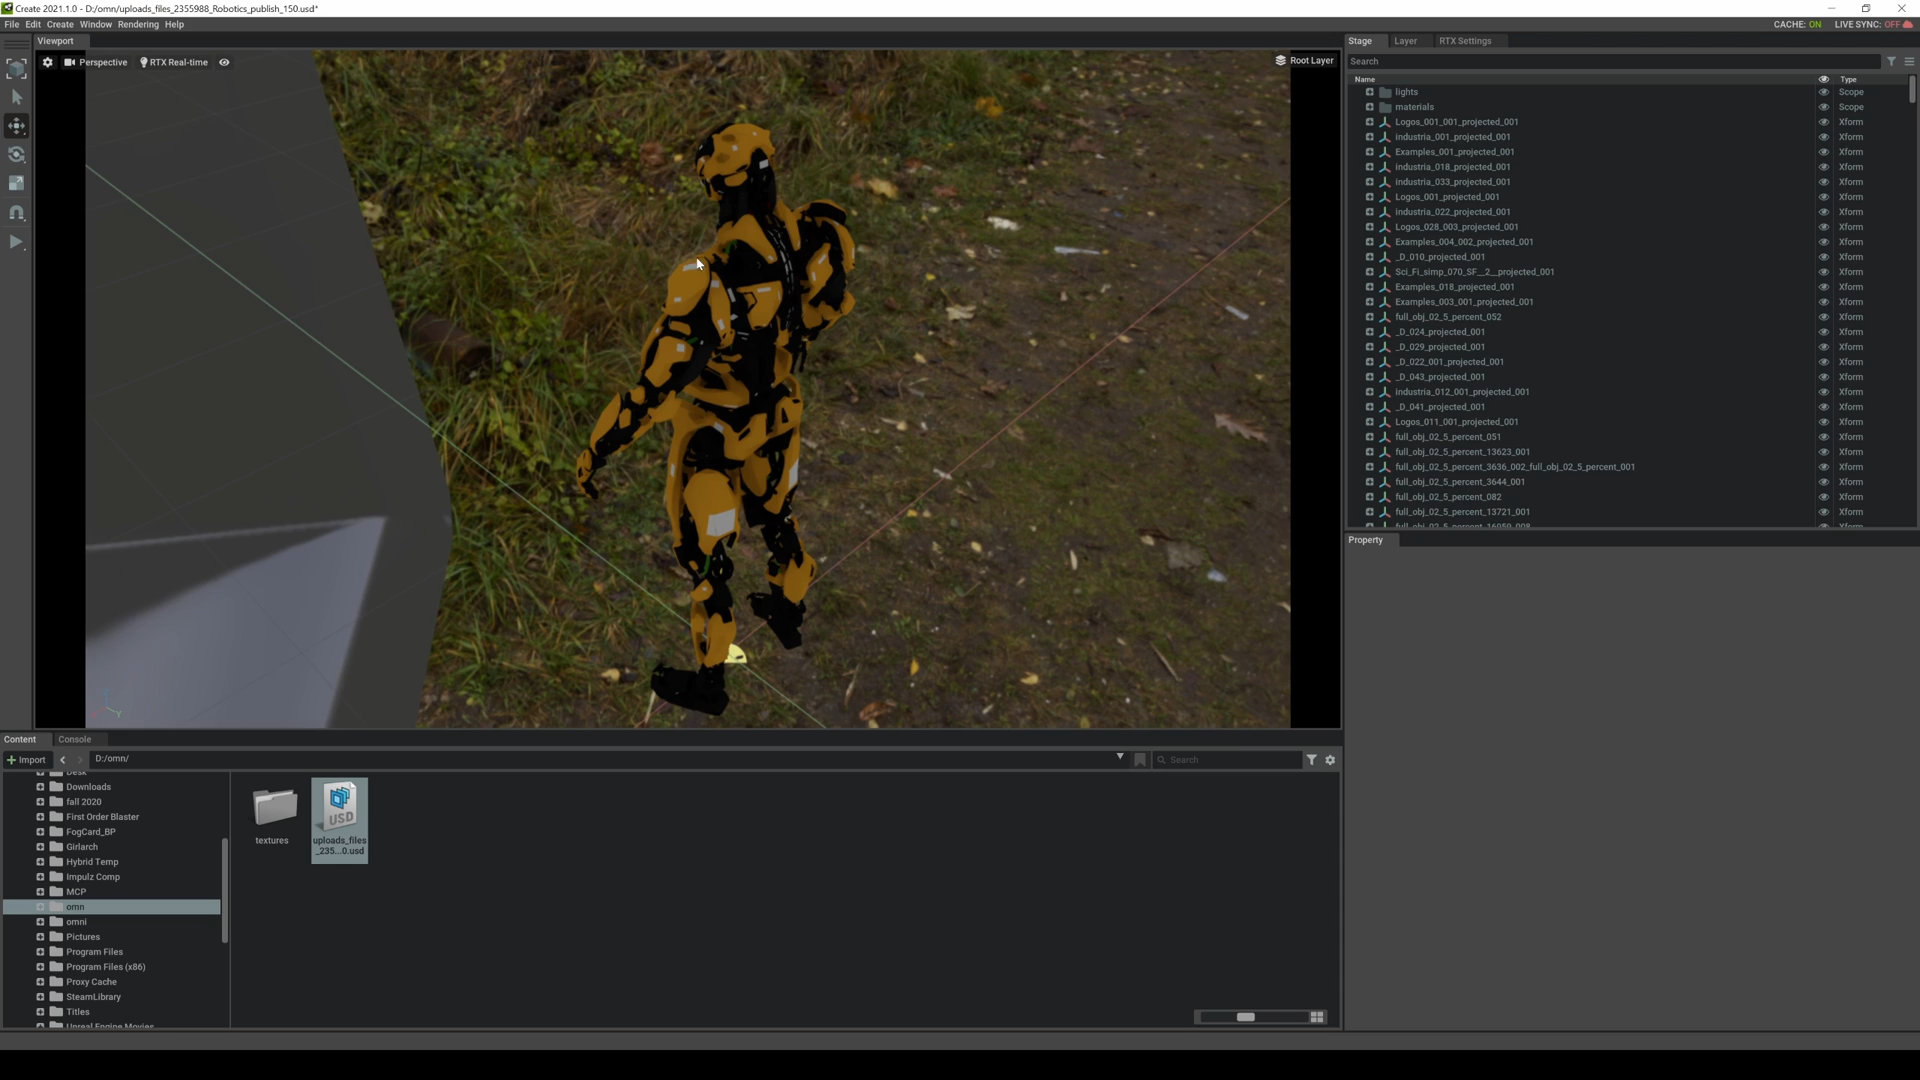 Create 2021.1.0 - D:/omn/uploads_files_2355988_Robotics_publish_150.usd*
File Edit Create Window Rendering Help
CACHE: ON LIVE SYNC: OFF
Viewport
Perspective
RTX Real-time
Root Layer
Stage Layer RTX Settings
Search
Name Type
lights Scope
materials Scope
Logos_001_001_projected_001 Xform
industria_001_projected_001 Xform
Examples_001_projected_001 Xform
industria_018_projected_001 Xform
industria_033_projected_001 Xform
Logos_001_projected_001 Xform
industria_022_projected_001 Xform
Logos_028_003_projected_001 Xform
Examples_004_002_projected_001 Xform
_D_010_projected_001 Xform
Sci_Fi_simp_070_SF__2__projected_001 Xform
Examples_018_projected_001 Xform
Examples_003_001_projected_001 Xform
full_obj_02_5_percent_052 Xform
_D_024_projected_001 Xform
_D_029_projected_001 Xform
_D_022_001_projected_001 Xform
_D_043_projected_001 Xform
industria_012_001_projected_001 Xform
_D_041_projected_001 Xform
Logos_011_001_projected_001 Xform
full_obj_02_5_percent_051 Xform
full_obj_02_5_percent_13623_001 Xform
full_obj_02_5_percent_3636_002_full_obj_02_5_percent_001 Xform
full_obj_02_5_percent_3644_001 Xform
full_obj_02_5_percent_082 Xform
full_obj_02_5_percent_13721_001 Xform
Property
Content Console
Import
D:/omn/
Search
Desk
Downloads
fall 2020
First Order Blaster
FogCard_BP
Girlarch
Hybrid Temp
Impulz Comp
MCP
omn
omni
Pictures
Program Files
Program Files (x86)
Proxy Cache
SteamLibrary
Titles
Unreal Engine Movies
textures
USD
uploads_files
_235...0.usd